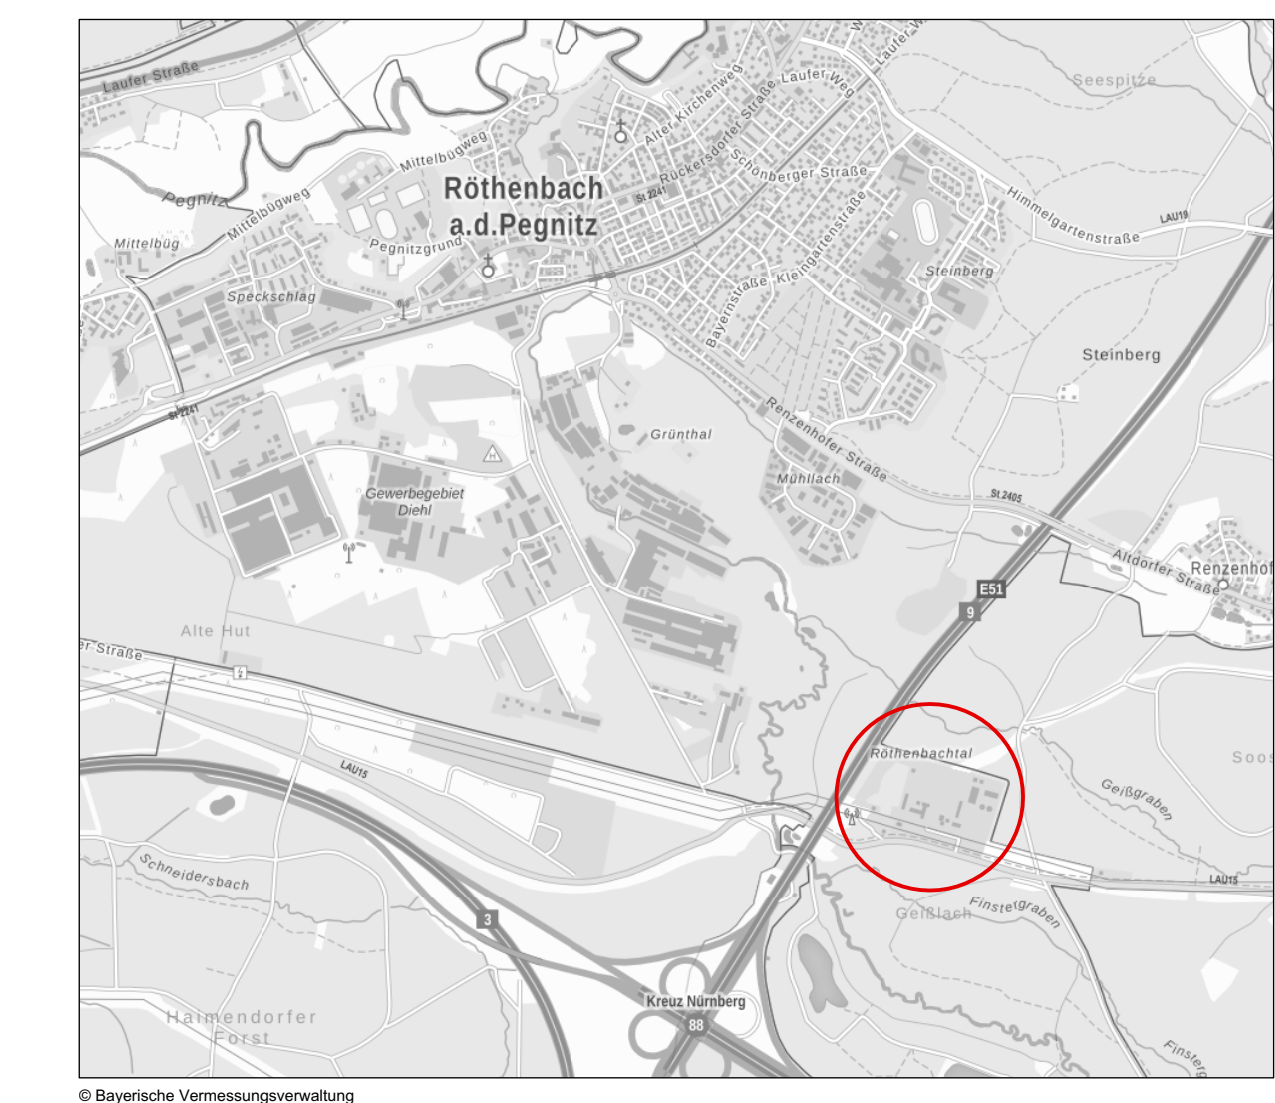 Laufer Straße
Laufer Weg
Seespitze
Alter Kirchenweg
Laufer
Rückersdorfer Straße
Mittelbügweg
Schönberger Straße
Röthenbach
a.d.Pegnitz
St 2241
Pegnitz
Mittelbügweg
Himmelgartenstraße
LAU19
Mittelbüg
Pegnitzgrund
Kleingartenstraße
Steinberg
Bayernstraße
Speckschlag
Steinberg
St 2241
Renzenhofer Straße
Grünthal
Mühllach
Gewerbegebiet
Diehl
St 2405
Altdorfer Straße
Renzenhof
E51
9
Alte Hut
er Straße
Röthenbachtal
Soos
LAU15
Geißgraben
Schneidersbach
LAU15
Geißlach
Finstergraben
3
Kreuz Nürnberg
88
Haimendorfer
Forst
Finsterg
© Bayerische Vermessungsverwaltung